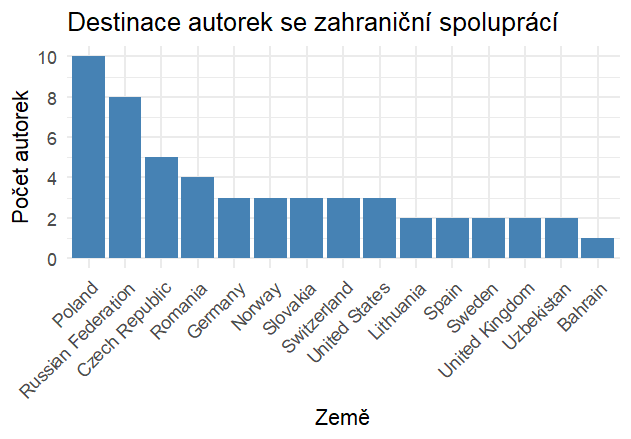 Destinace autorek se zahraniční spoluprácí
Počet autorek
10
8
6
4
2
0
Poland
Russian Federation
Czech Republic
Romania
Germany
Norway
Slovakia
Switzerland
United States
Lithuania
Spain
Sweden
United Kingdom
Uzbekistan
Bahrain
Země